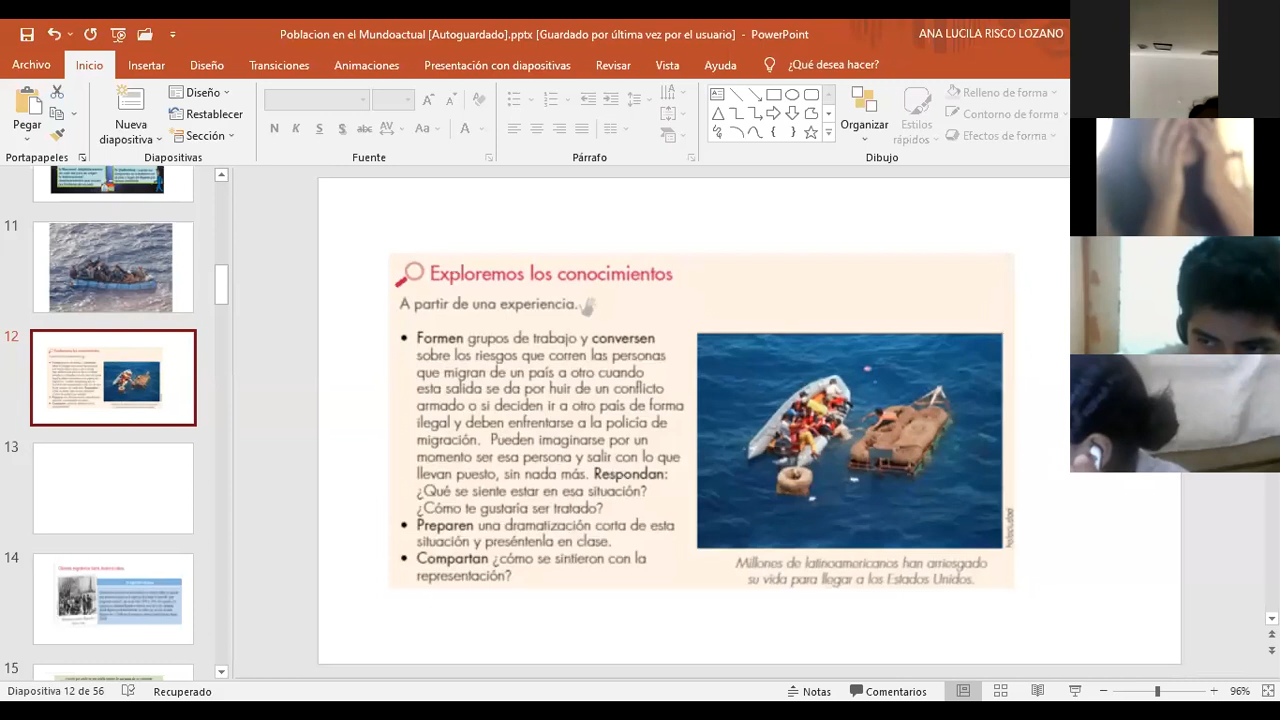 Poblacion en el Mundoactual [Autoguardado].pptx [Guardado por última vez por el usuario] - PowerPoint
ANA LUCILA RISCO LOZANO
Archivo Inicio Insertar Diseño Transiciones Animaciones Presentación con diapositivas Revisar Vista Ayuda ¿Qué desea hacer?
Pegar
Nueva diapositiva
Diseño
Restablecer
Sección
N K S abc AV Aa A
Organizar
Estilos rápidos
Relleno de forma
Contorno de forma
Efectos de forma
Portapapeles Diapositivas Fuente Párrafo Dibujo
11
12
13
14
15
Exploremos los conocimientos
A partir de una experiencia.
• Formen grupos de trabajo y conversen
sobre los riesgos que corren las personas
que migran de un país a otro cuando
esta salida se da por huir de un conflicto
armado o si deciden ir a otro país de forma
ilegal y deben enfrentarse a la policía de
migración. Pueden imaginarse por un
momento ser esa persona y salir con lo que
llevan puesto, sin nada más. Respondan:
¿Qué se siente estar en esa situación?
¿Cómo te gustaría ser tratado?
• Preparen una dramatización corta de esta
situación y preséntenla en clase.
• Compartan ¿cómo se sintieron con la
representación?
Millones de latinoamericanos han arriesgado
su vida para llegar a los Estados Unidos.
Diapositiva 12 de 56 Recuperado Notas Comentarios 96%